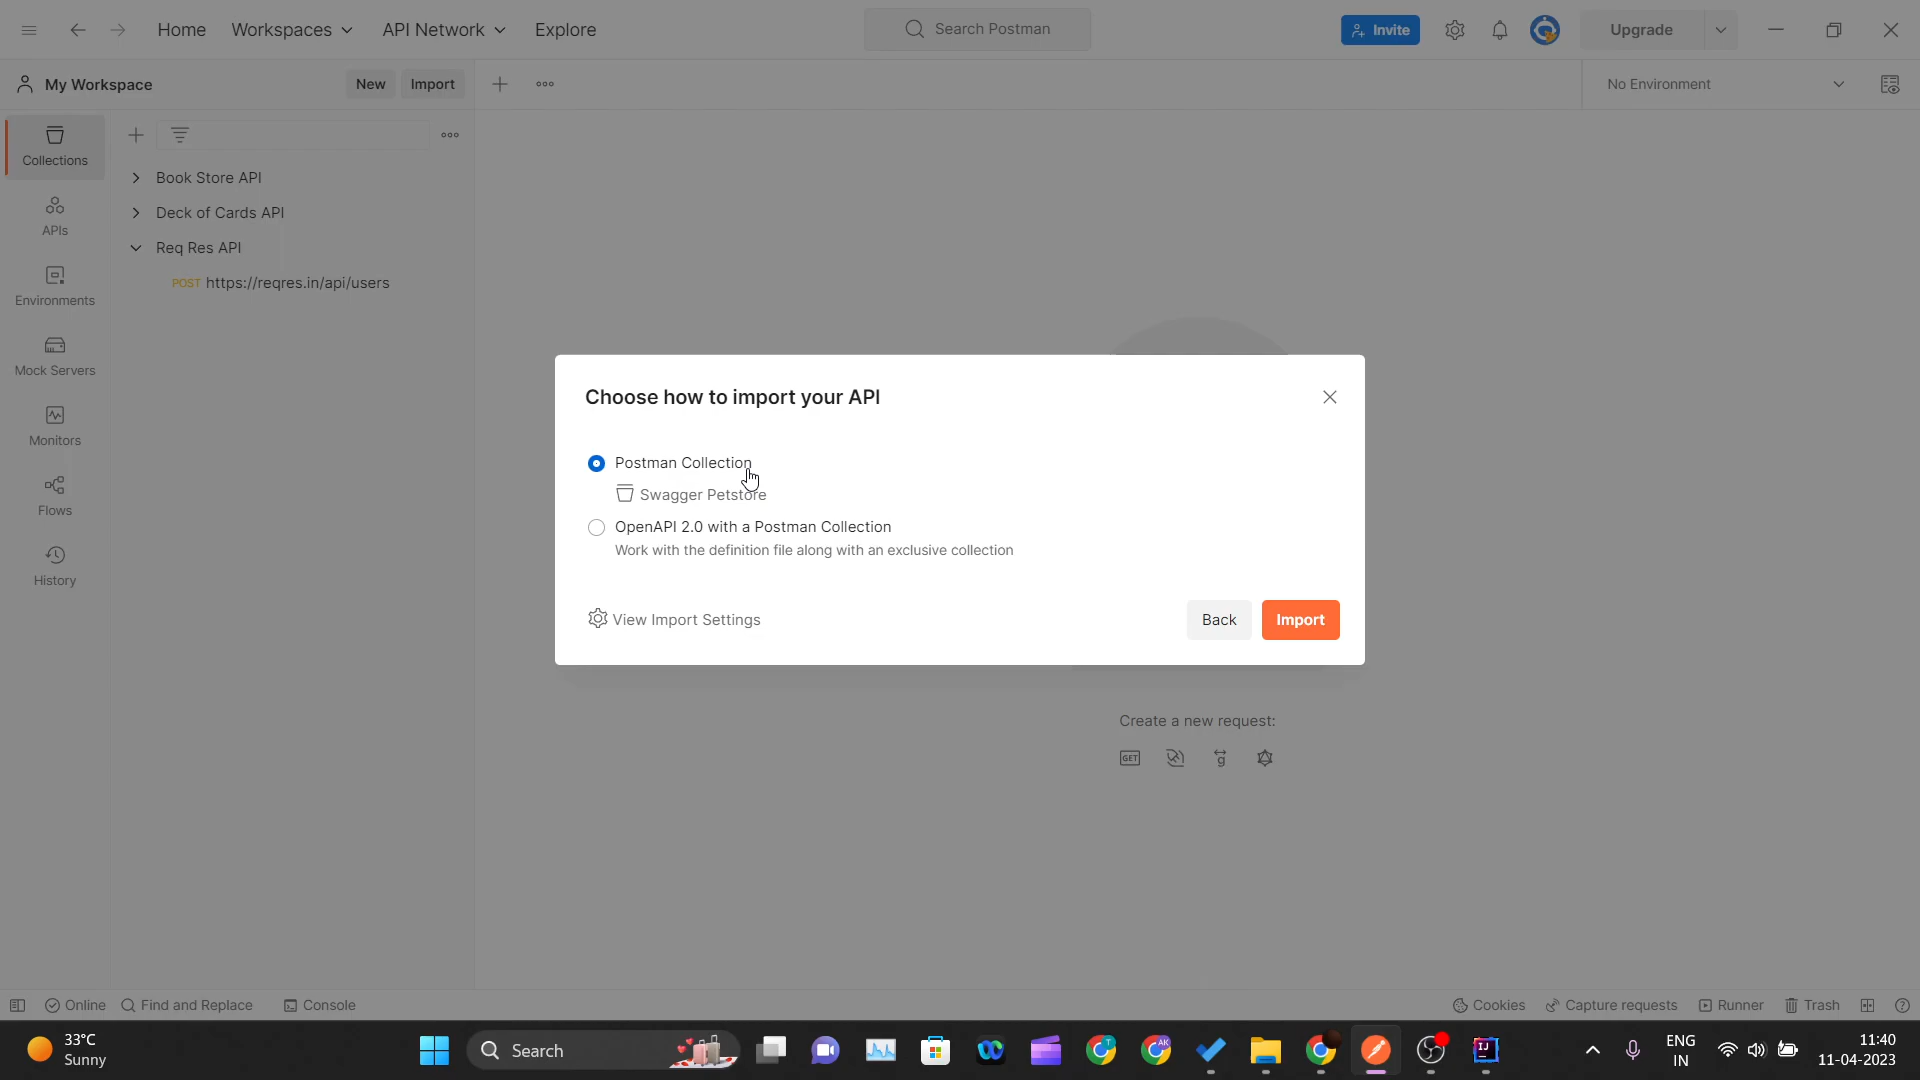 Home Workspaces API Network Explore Search Postman Invite Upgrade
My Workspace New Import No Environment
Collections
Book Store API
Deck of Cards API
APIs
Req Res API
POST https://reqres.in/api/users
Environments
Mock Servers
Choose how to import your API
Monitors
Postman Collection
Swagger Petstore
Flows
OpenAPI 2.0 with a Postman Collection
Work with the definition file along with an exclusive collection
History
View Import Settings Back Import
Create a new request:
GET
Online Find and Replace Console Cookies Capture requests Runner Trash
33°C
Sunny
Search
T
AK
IJ
ENG
IN
11:40
11-04-2023